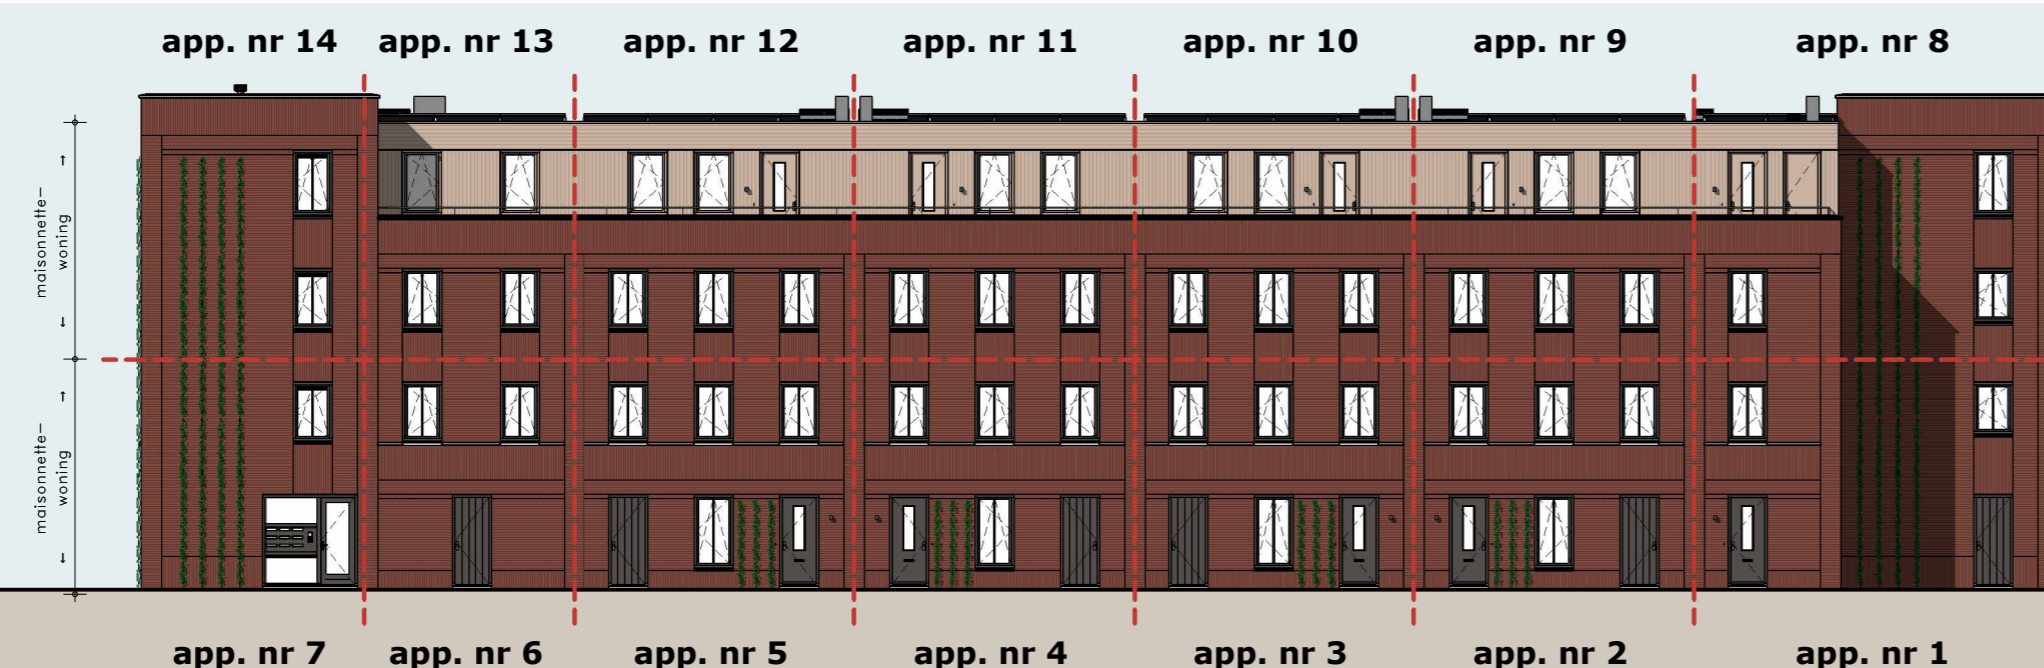 app. nr 14
app. nr 13
app. nr 12
app. nr 11
app. nr 10
app. nr 9
app. nr 8
maisonnette-
woning
maisonnette-
woning
app. nr 7
app. nr 6
app. nr 5
app. nr 4
app. nr 3
app. nr 2
app. nr 1